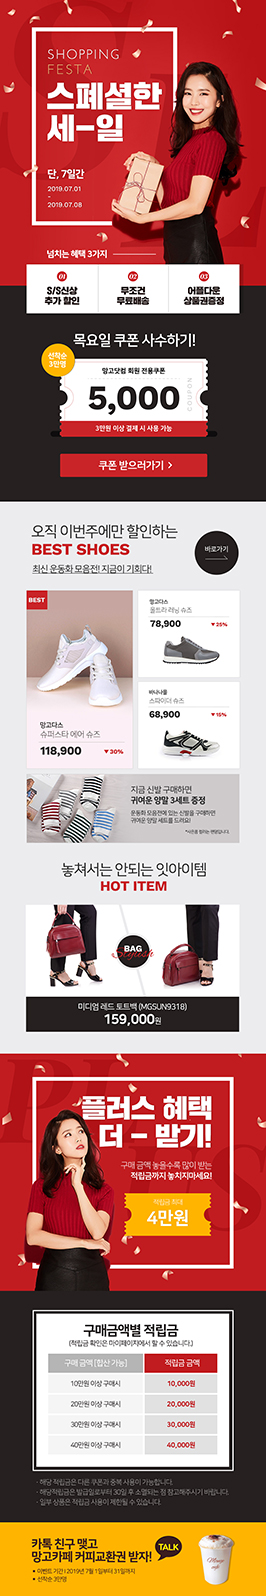 SHOPPING
FESTA
스페셜한
세-일
단, 7일간
2019.07.01
-
2019.07.08
넘치는 혜택 3가지
01
S/S신상
추가 할인
02
무조건
무료배송
03
어플다운
상품권증정
목요일 쿠폰 사수하기!
선착순
3만명
망고닷컴 회원 전용쿠폰
5,000
COUPON
3만원 이상 결제 시 사용 가능
쿠폰 받으러가기 >
오직 이번주에만 할인하는
BEST SHOES
최신 운동화 모음전! 지금이 기회다!
바로가기
BEST
망고다스
슈퍼스타 에어 슈즈
118,900 ▼30%
망고다스
울트라 러닝 슈즈
78,900 ▼25%
바나나플
스파이더 슈즈
68,900 ▼15%
지금 신발 구매하면
귀여운 양말 3세트 증정
운동화 모음전에 있는 신발을 구매하면
귀여운 양말 세트를 드려요!
놓쳐서는 안되는 잇아이템
HOT ITEM
BAG
Stylish
미디엄 레드 토트백 (MGSUN9318)
159,000원
PLUS
플러스 혜택
더 - 받기!
구매 금액 높을수록 많이 받는
적립금까지 놓치지마세요!
적립금 최대
4만원
구매금액별 적립금
(적립금 확인은 마이페이지에서 할 수 있습니다.)
구매 금액 [합산 가능] 적립금 금액
10만원 이상 구매시 10,000원
20만원 이상 구매시 20,000원
30만원 이상 구매시 30,000원
40만원 이상 구매시 40,000원
- 해당 적립금은 다른 쿠폰과 중복 사용이 가능합니다.
- 해당적립금은 발급일로부터 30일 후 소멸되는 점 참고해주시기 바랍니다.
- 일부 상품은 적립금 사용이 제한될 수 있습니다.
카톡 친구 맺고
망고카페 커피교환권 받자!
TALK
• 이벤트 기간 I 2019년 7월 1일부터 31일까지
• 선착순 3만명